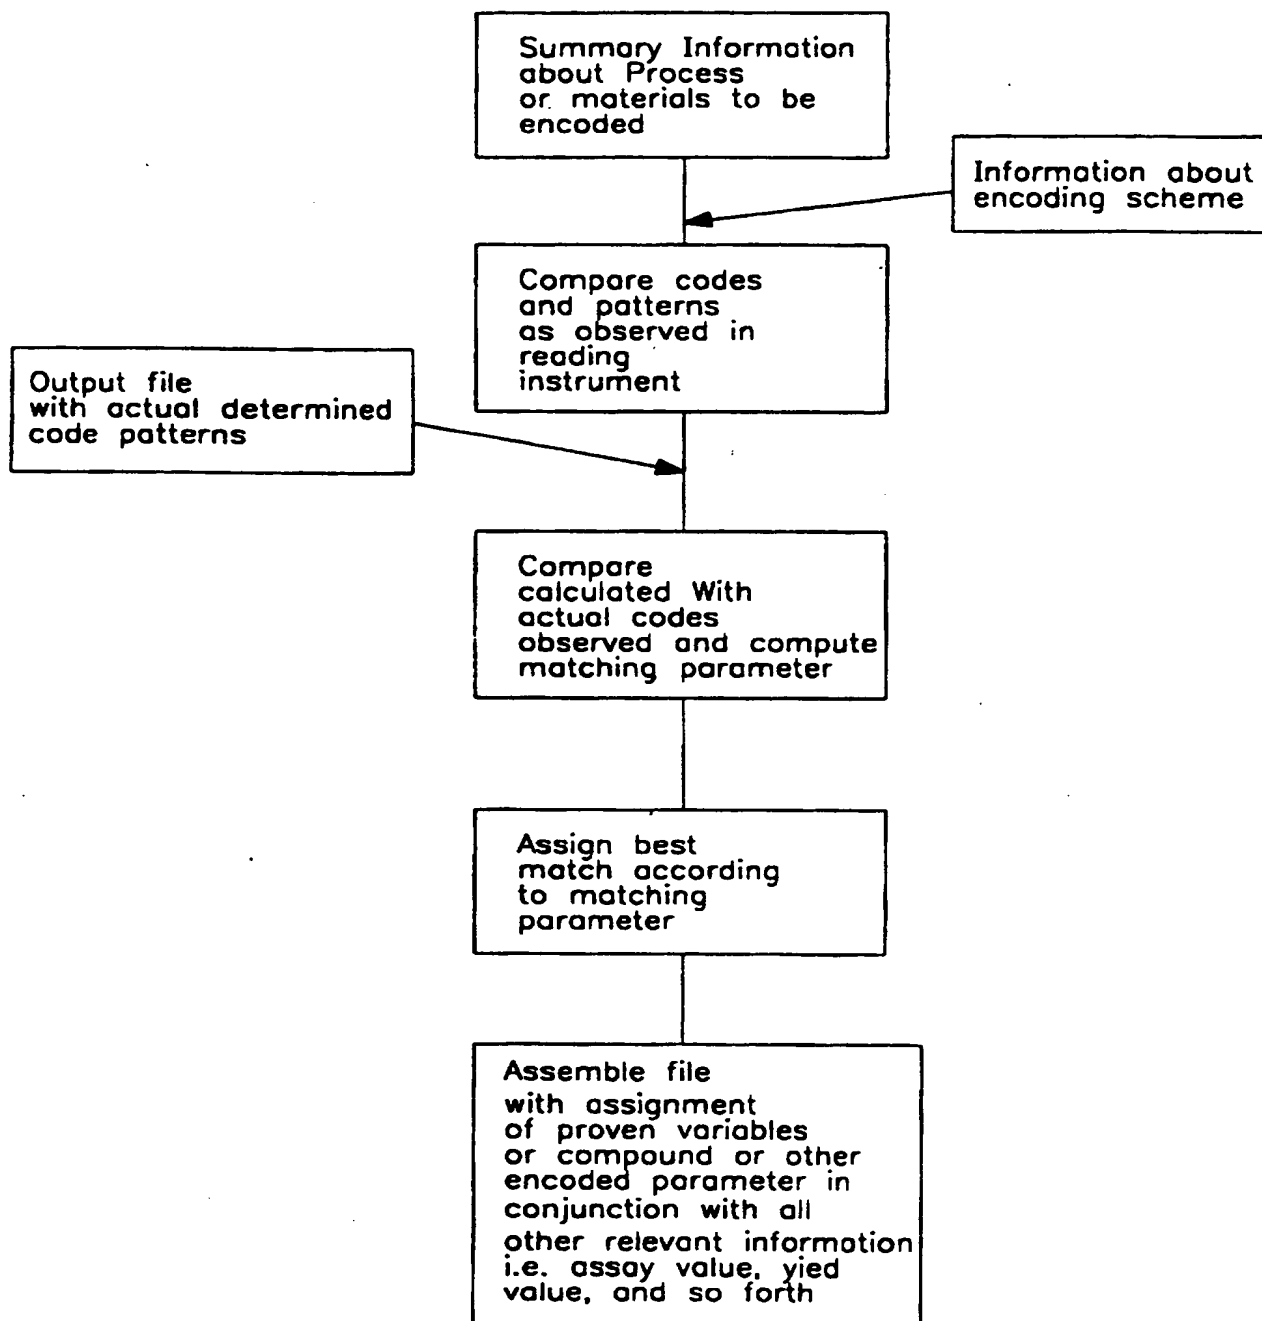 Summary Information
about Process
or materials to be
encoded
Information about
encoding scheme
Compare codes
and patterns
as observed in
reading
instrument
Output file
with actual determined
code patterns
Compare
calculated With
actual codes
observed and compute
matching parameter
Assign best
match according
to matching
parameter
Assemble file
with assignment
of proven variables
or compound or other
encoded parameter in
conjunction with all
other relevant information
i.e. assay value, yied
value, and so forth